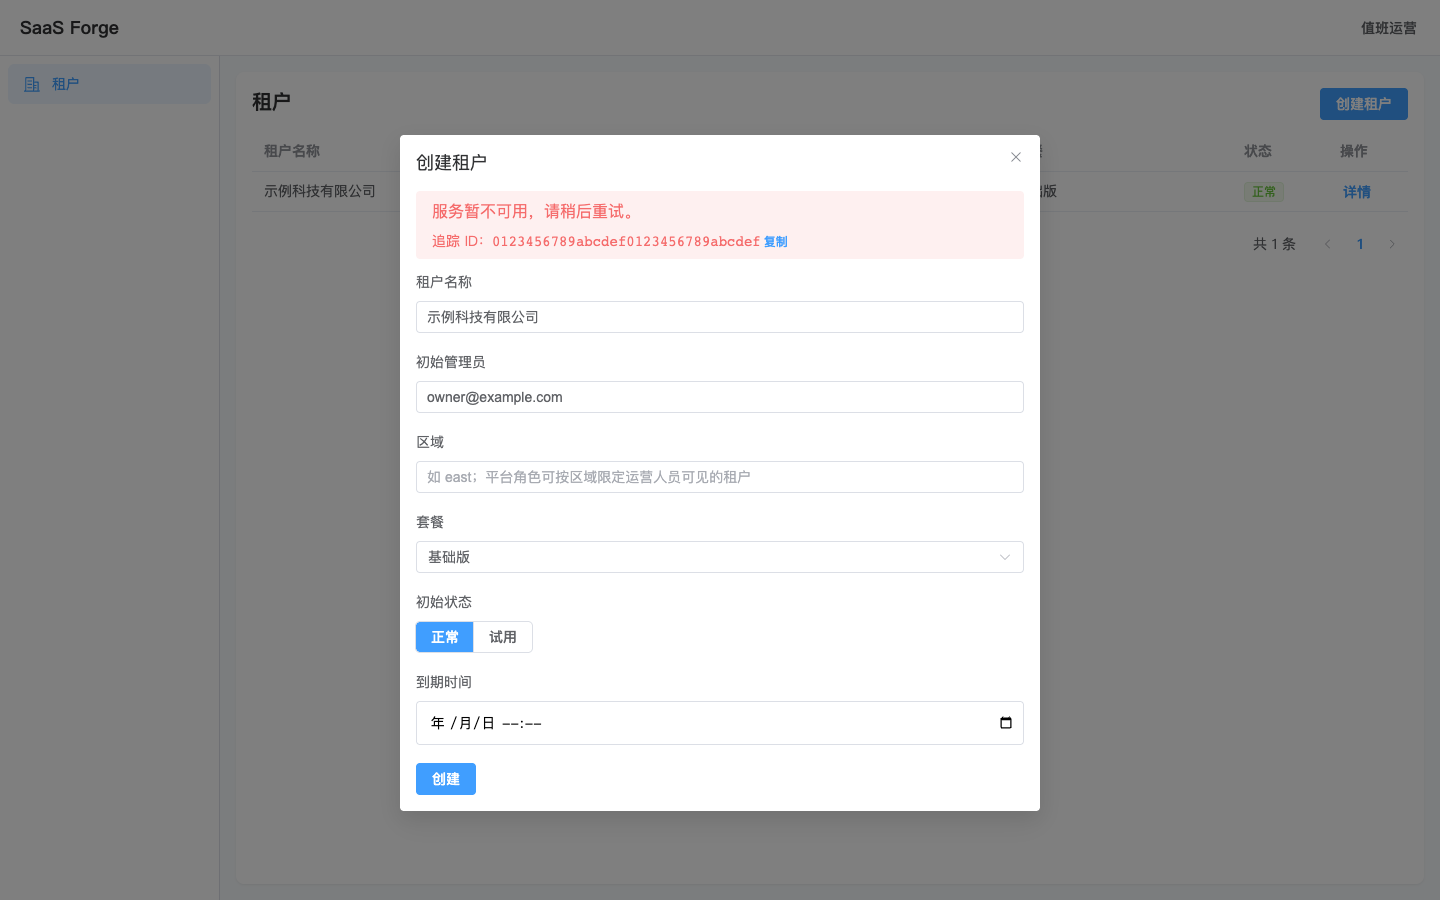 SaaS Forge
值班运营
租户
租户
创建租户
租户名称
状态
操作
示例科技有限公司
版
正常
详情
共 1 条
1
创建租户
服务暂不可用，请稍后重试。
追踪 ID：0123456789abcdef0123456789abcdef 复制
租户名称
示例科技有限公司
初始管理员
owner@example.com
区域
如 east；平台角色可按区域限定运营人员可见的租户
套餐
基础版
初始状态
正常
试用
到期时间
年 /月/日 --:--
创建